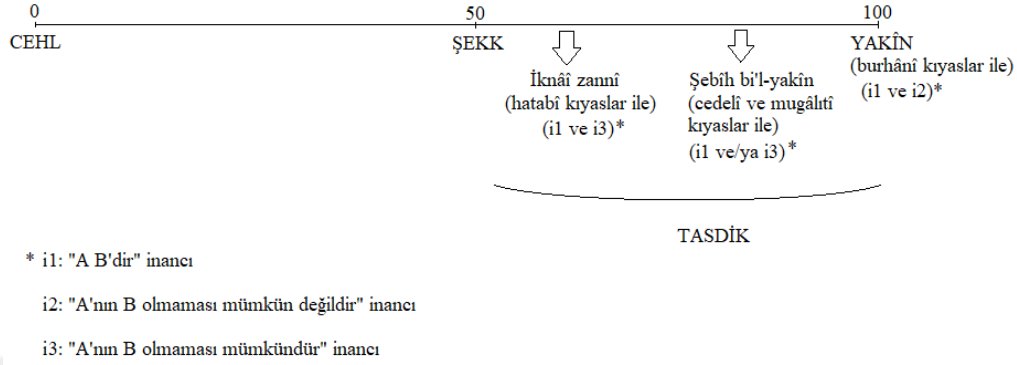 0 50 100
CEHL ŞEKK YAKÎN
(burhânî kıyaslar ile)
(i1 ve i2)*
İknâî zannî
(hatabî kıyaslar ile)
(i1 ve i3)*
Şebîh bi'l-yakîn
(cedelî ve mugâlıtî
kıyaslar ile)
(i1 ve/ya i3)*
TASDİK
* i1: "A B'dir" inancı
i2: "A'nın B olmaması mümkün değildir" inancı
i3: "A'nın B olmaması mümkündür" inancı